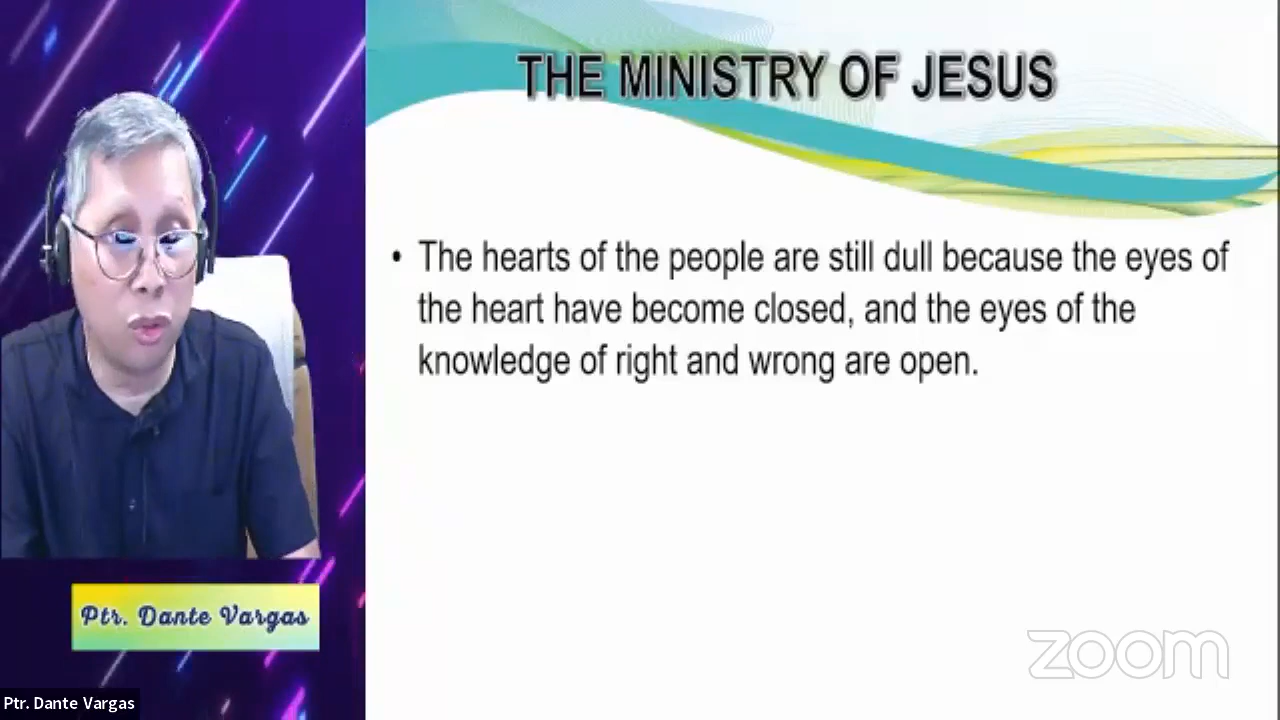 THE MINISTRY OF JESUS
• The hearts of the people are still dull because the eyes of
the heart have become closed, and the eyes of the
knowledge of right and wrong are open.
Ptr. Dante Vargas
zoom
Ptr. Dante Vargas